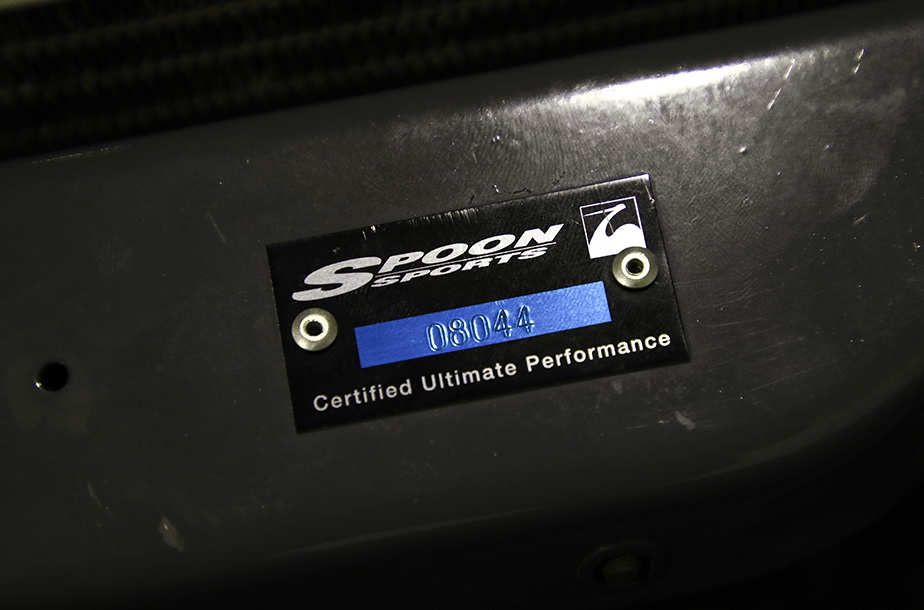 SPOON
SPORTS
08044
Certified Ultimate Performance